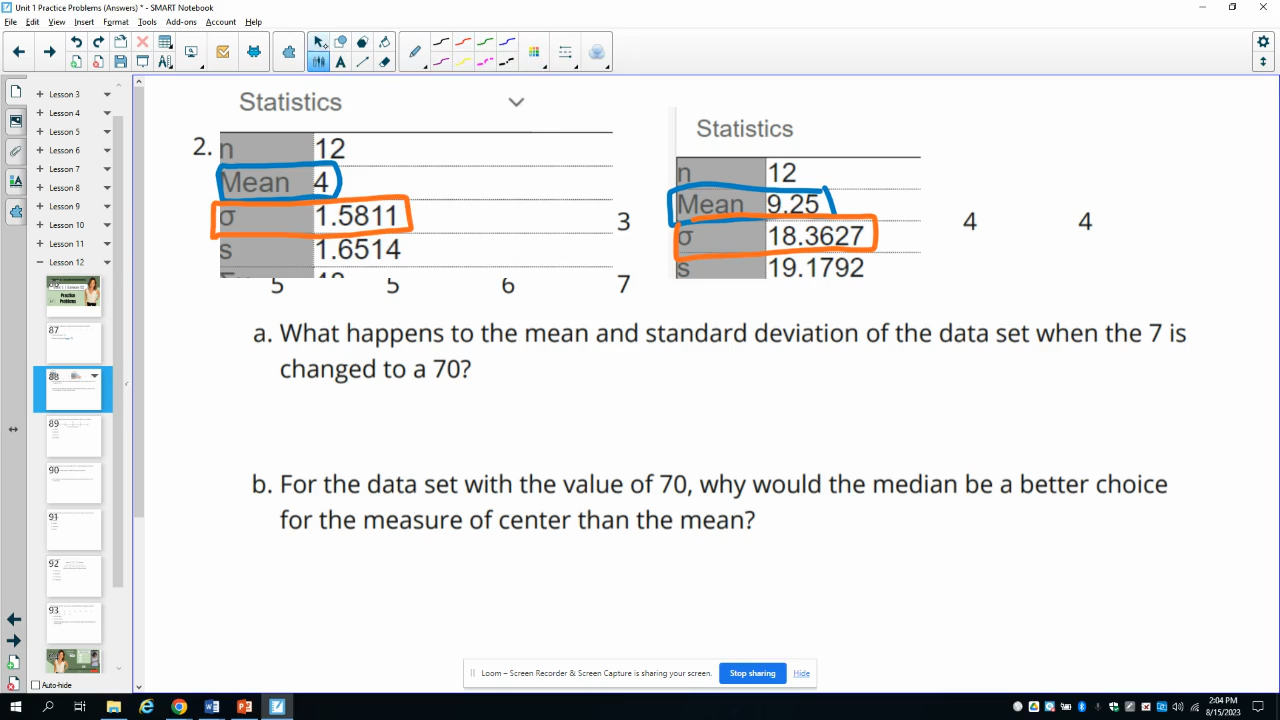 Unit 1 Practice Problems (Answers) * - SMART Notebook
File Edit View Insert Format Tools Add-ons Account Help
Lesson 3
Lesson 4
Lesson 5
Lesson 6
Lesson 7
Lesson 8
Lesson 9
Lesson 10
Lesson 11
Lesson 12
Practice
Problems
87
88
89
90
91
92
93
Auto-hide
Statistics
2.
n 12
Mean 4
σ 1.5811
s 1.6514
3
Statistics
n 12
Mean 9.25
σ 18.3627
s 19.1792
4 4
5 5 6 7
a. What happens to the mean and standard deviation of the data set when the 7 is
changed to a 70?
b. For the data set with the value of 70, why would the median be a better choice
for the measure of center than the mean?
Loom – Screen Recorder & Screen Capture is sharing your screen. Stop sharing Hide
2:04 PM
8/15/2023